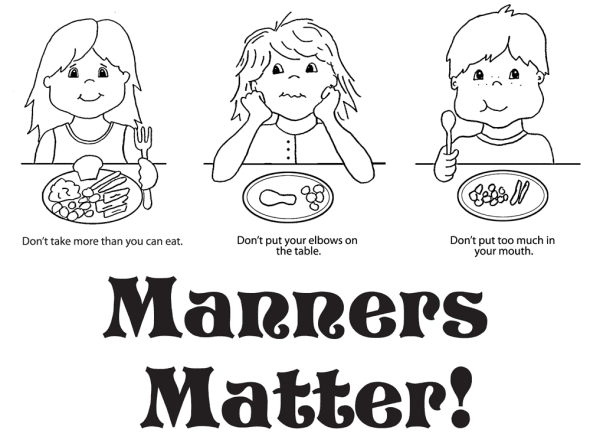 Don't take more than you can eat.
Don't put your elbows on
the table.
Don't put too much in
your mouth.
Manners
Matter!